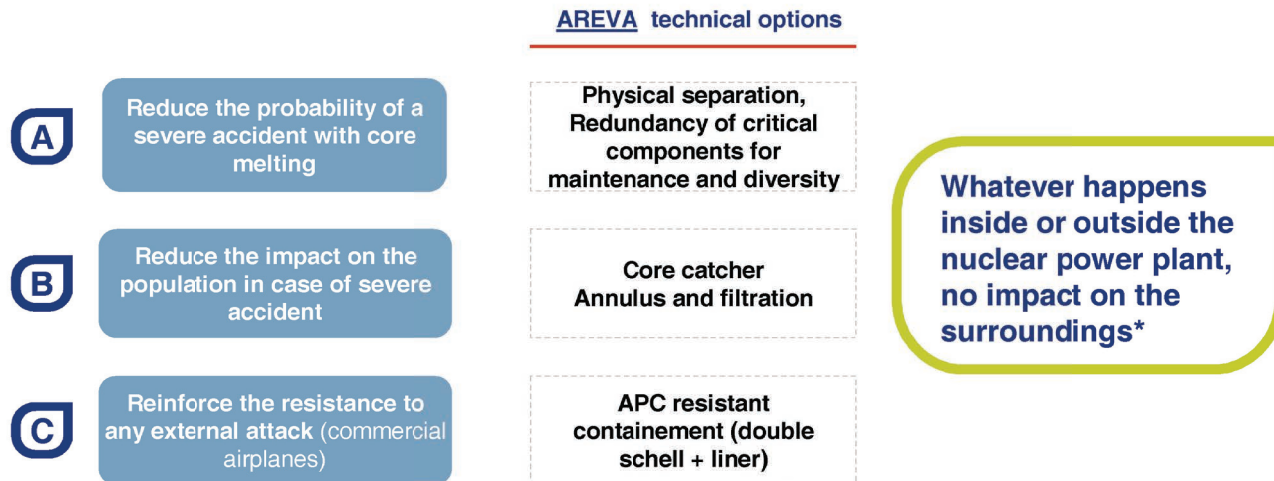 AREVA technical options
A
Reduce the probability of a
severe accident with core
melting
Physical separation,
Redundancy of critical
components for
maintenance and diversity
B
Reduce the impact on the
population in case of severe
accident
Core catcher
Annulus and filtration
C
Reinforce the resistance to
any external attack (commercial
airplanes)
APC resistant
containement (double
schell + liner)
Whatever happens
inside or outside the
nuclear power plant,
no impact on the
surroundings*